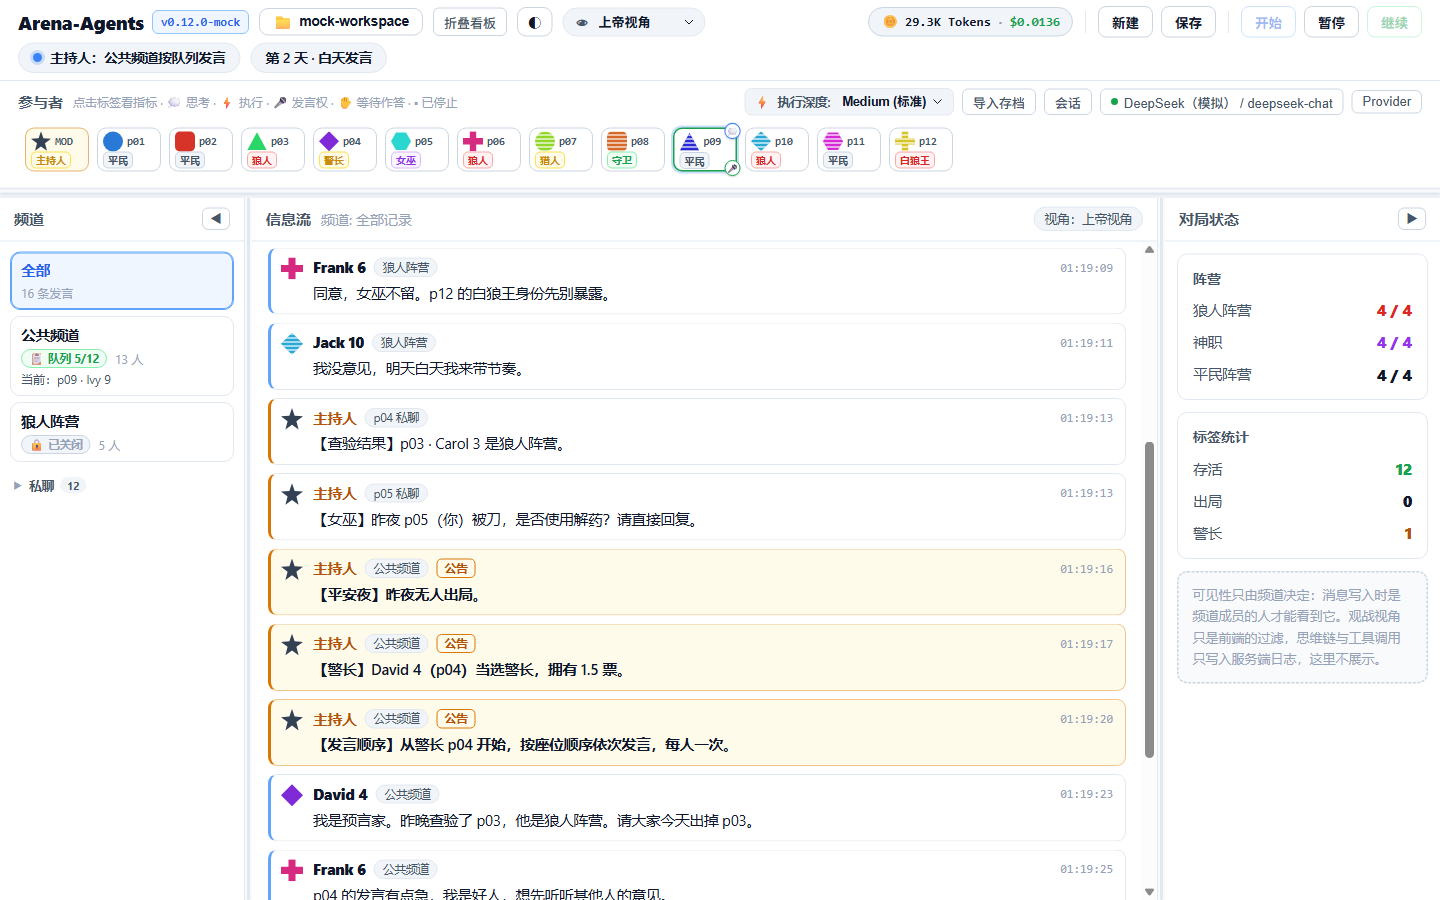 Arena-Agents
v0.12.0-mock
mock-workspace
折叠看板
上帝视角
29.3K Tokens · $0.0136
新建
保存
开始
暂停
继续
主持人：公共频道按队列发言
第 2 天 · 白天发言
参与者
点击标签看指标 · 思考 · 执行 · 发言权 · 等待作答 · 已停止
执行深度: Medium (标准)
导入存档
会话
DeepSeek（模拟） / deepseek-chat
Provider
MOD
主持人
p01
平民
p02
平民
p03
狼人
p04
警长
p05
女巫
p06
狼人
p07
猎人
p08
守卫
p09
平民
p10
狼人
p11
平民
p12
白狼王
频道
全部
16 条发言
公共频道
队列 5/12
13 人
当前：p09 · Ivy 9
狼人阵营
已关闭
5 人
私聊 12
信息流 频道: 全部记录
视角：上帝视角
Frank 6 狼人阵营 01:19:09
同意，女巫不留。p12 的白狼王身份先别暴露。
Jack 10 狼人阵营 01:19:11
我没意见，明天白天我来带节奏。
主持人 p04 私聊 01:19:13
【查验结果】p03 · Carol 3 是狼人阵营。
主持人 p05 私聊 01:19:13
【女巫】昨夜 p05（你）被刀，是否使用解药？请直接回复。
主持人 公共频道 公告 01:19:16
【平安夜】昨夜无人出局。
主持人 公共频道 公告 01:19:17
【警长】David 4（p04）当选警长，拥有 1.5 票。
主持人 公共频道 公告 01:19:20
【发言顺序】从警长 p04 开始，按座位顺序依次发言，每人一次。
David 4 公共频道 01:19:23
我是预言家。昨晚查验了 p03，他是狼人阵营。请大家今天出掉 p03。
Frank 6 公共频道 01:19:25
p04 的发言有点急，我是好人，想先听听其他人的意见。
对局状态
阵营
狼人阵营 4 / 4
神职 4 / 4
平民阵营 4 / 4
标签统计
存活 12
出局 0
警长 1
可见性只由频道决定：消息写入时是
频道成员的人才能看到它。观战视角
只是前端的过滤，思维链与工具调用
只写入服务端日志，这里不展示。